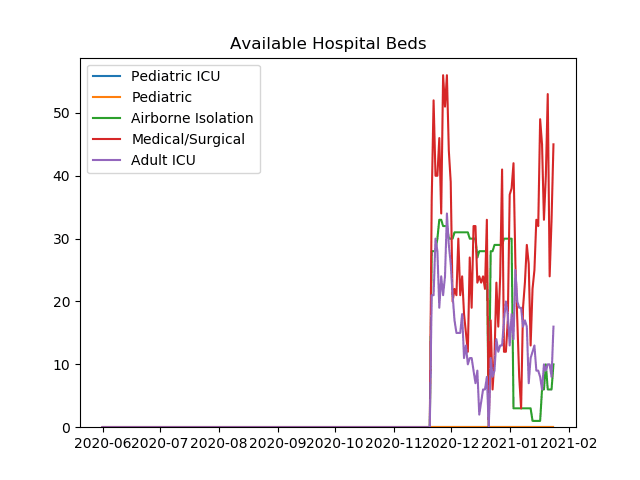 Available Hospital Beds
Pediatric ICU
Pediatric
Airborne Isolation
Medical/Surgical
Adult ICU
50
40
30
20
10
0
2020-06 2020-07 2020-08 2020-09 2020-10 2020-11 2020-12 2021-01 2021-02